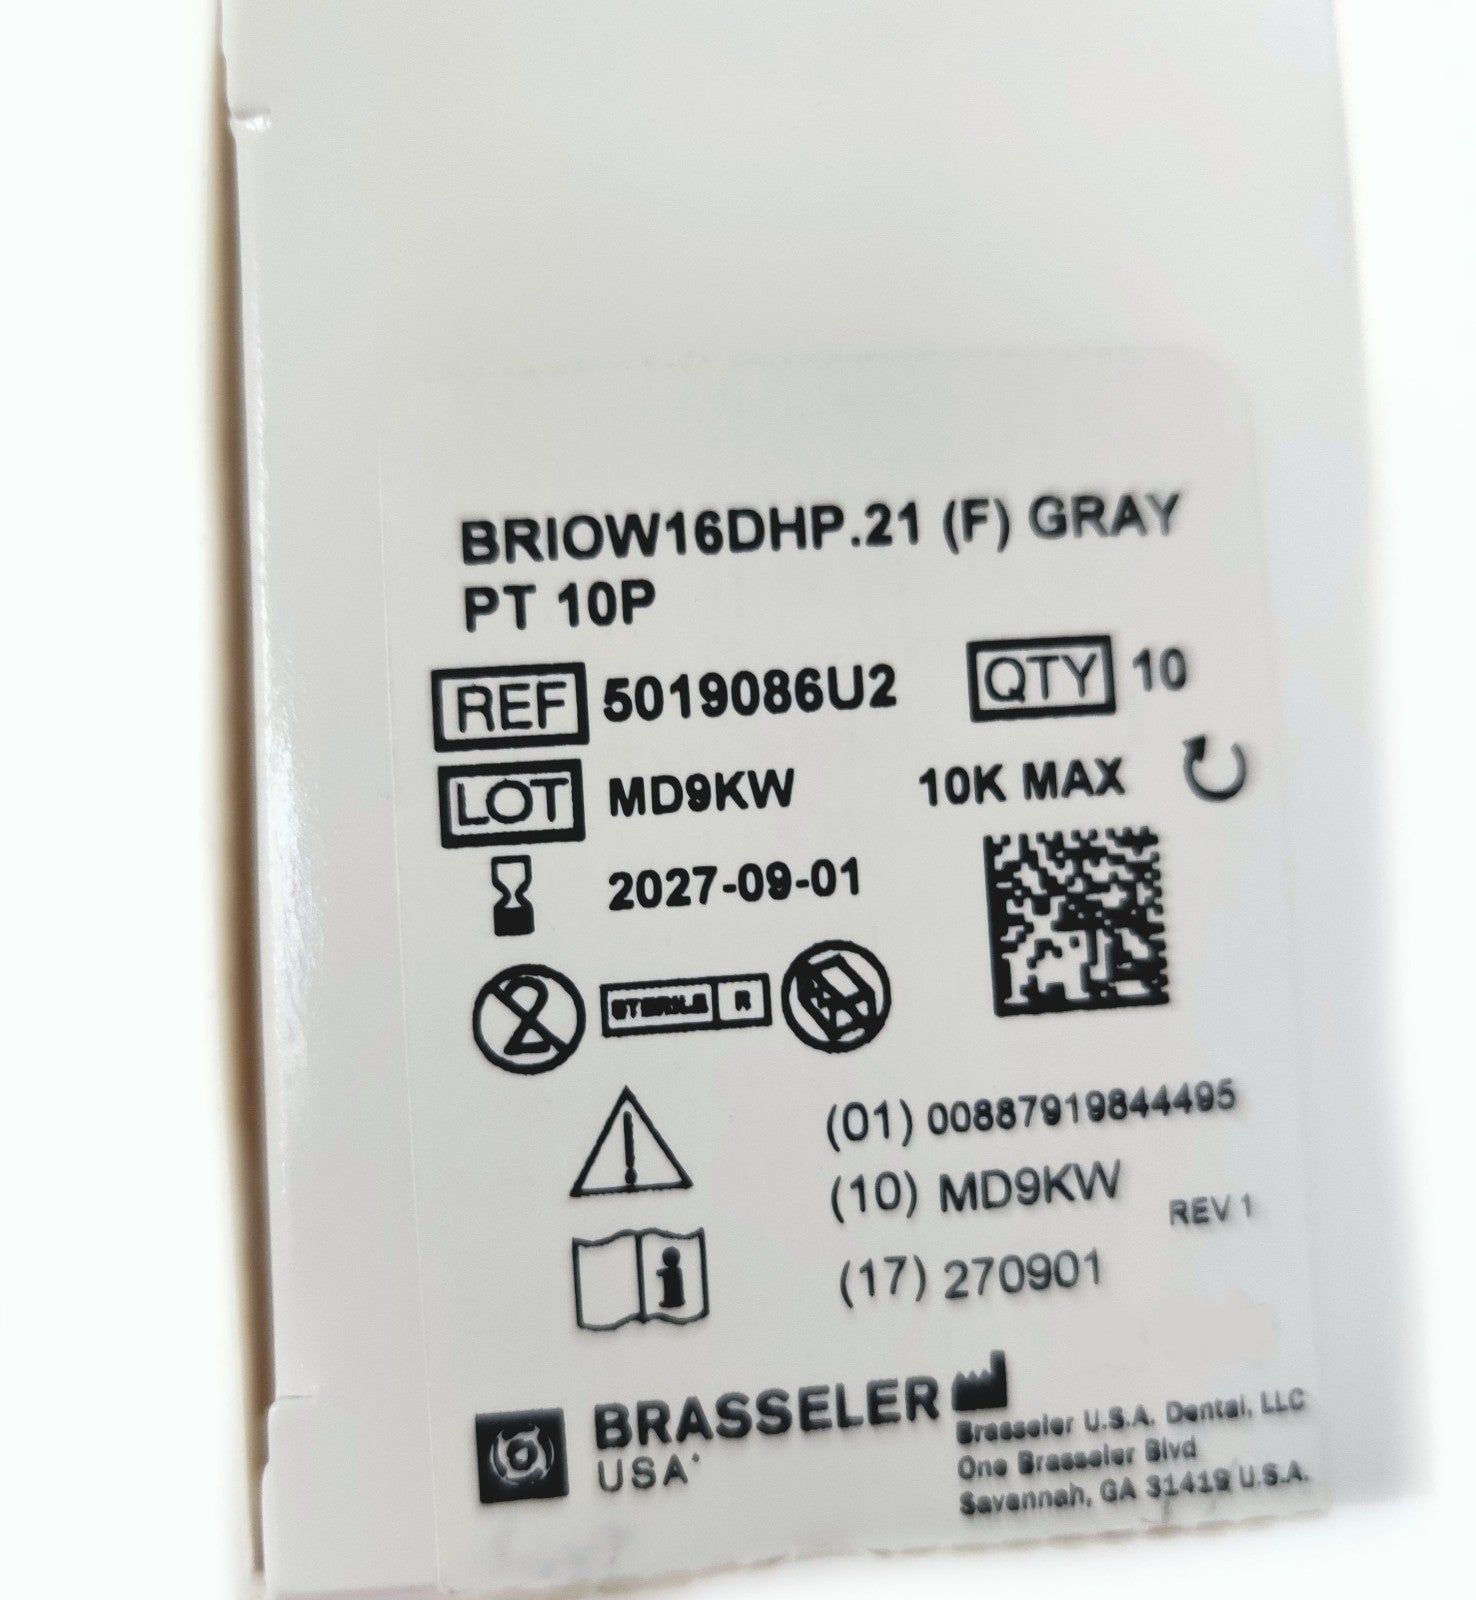 BRIOW16DHP.21 (F) GRAY
PT 10P
REF 5019086U2 QTY 10
LOT MD9KW 10K MAX
2027-09-01
2 STERILE R
(01) 00887919844495
(10) MD9KW REV 1
(17) 270901
BRASSELER
USA
Brasseler U.S.A. Dental, LLC
One Brasseler Blvd
Savannah, GA 31419 U.S.A.